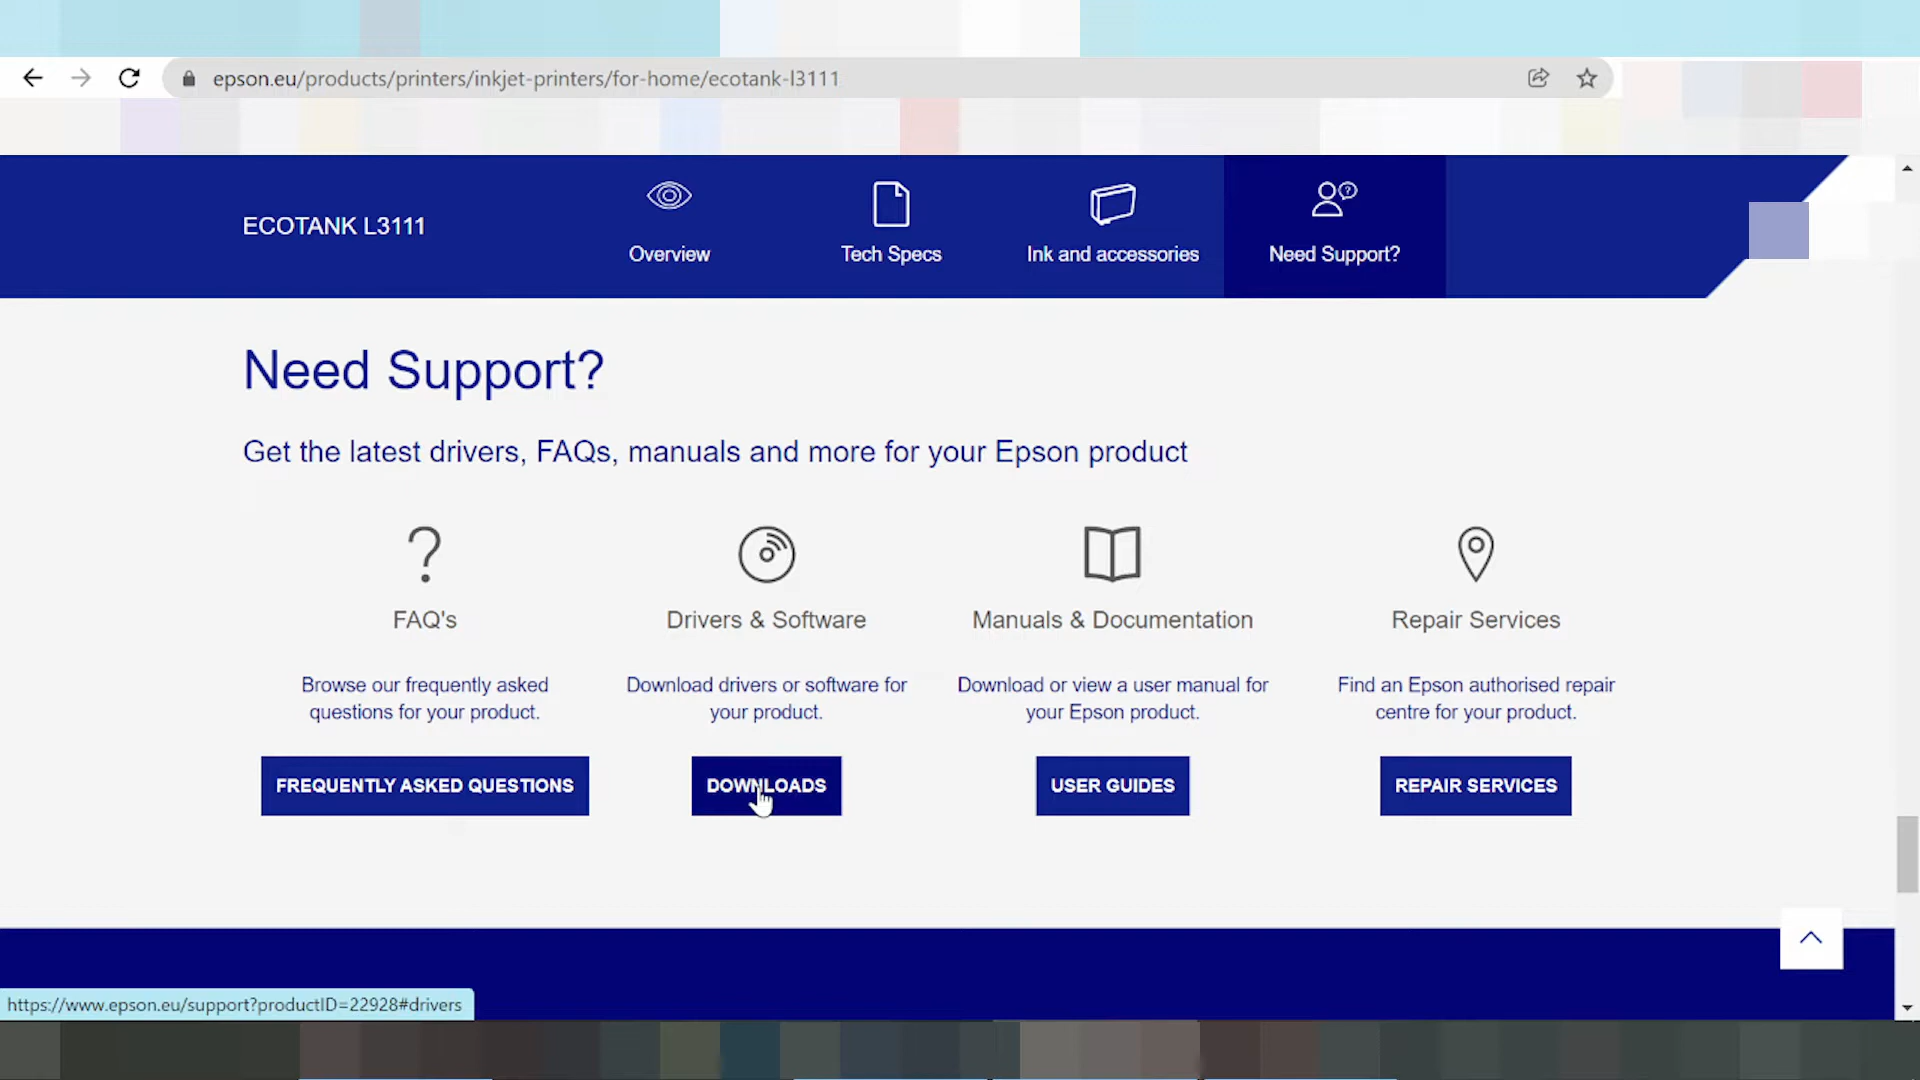 epson.eu/products/printers/inkjet-printers/for-home/ecotank-l3111
ECOTANK L3111
Overview
Tech Specs
Ink and accessories
Need Support?
Need Support?
Get the latest drivers, FAQs, manuals and more for your Epson product
FAQ's
Browse our frequently asked
questions for your product.
FREQUENTLY ASKED QUESTIONS
Drivers & Software
Download drivers or software for
your product.
DOWNLOADS
Manuals & Documentation
Download or view a user manual for
your Epson product.
USER GUIDES
Repair Services
Find an Epson authorised repair
centre for your product.
REPAIR SERVICES
https://www.epson.eu/support?productID=22928#drivers